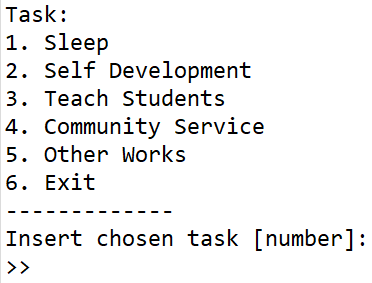 Task:
1. Sleep
2. Self Development
3. Teach Students
4. Community Service
5. Other Works
6. Exit
-------------
Insert chosen task [number]:
>>